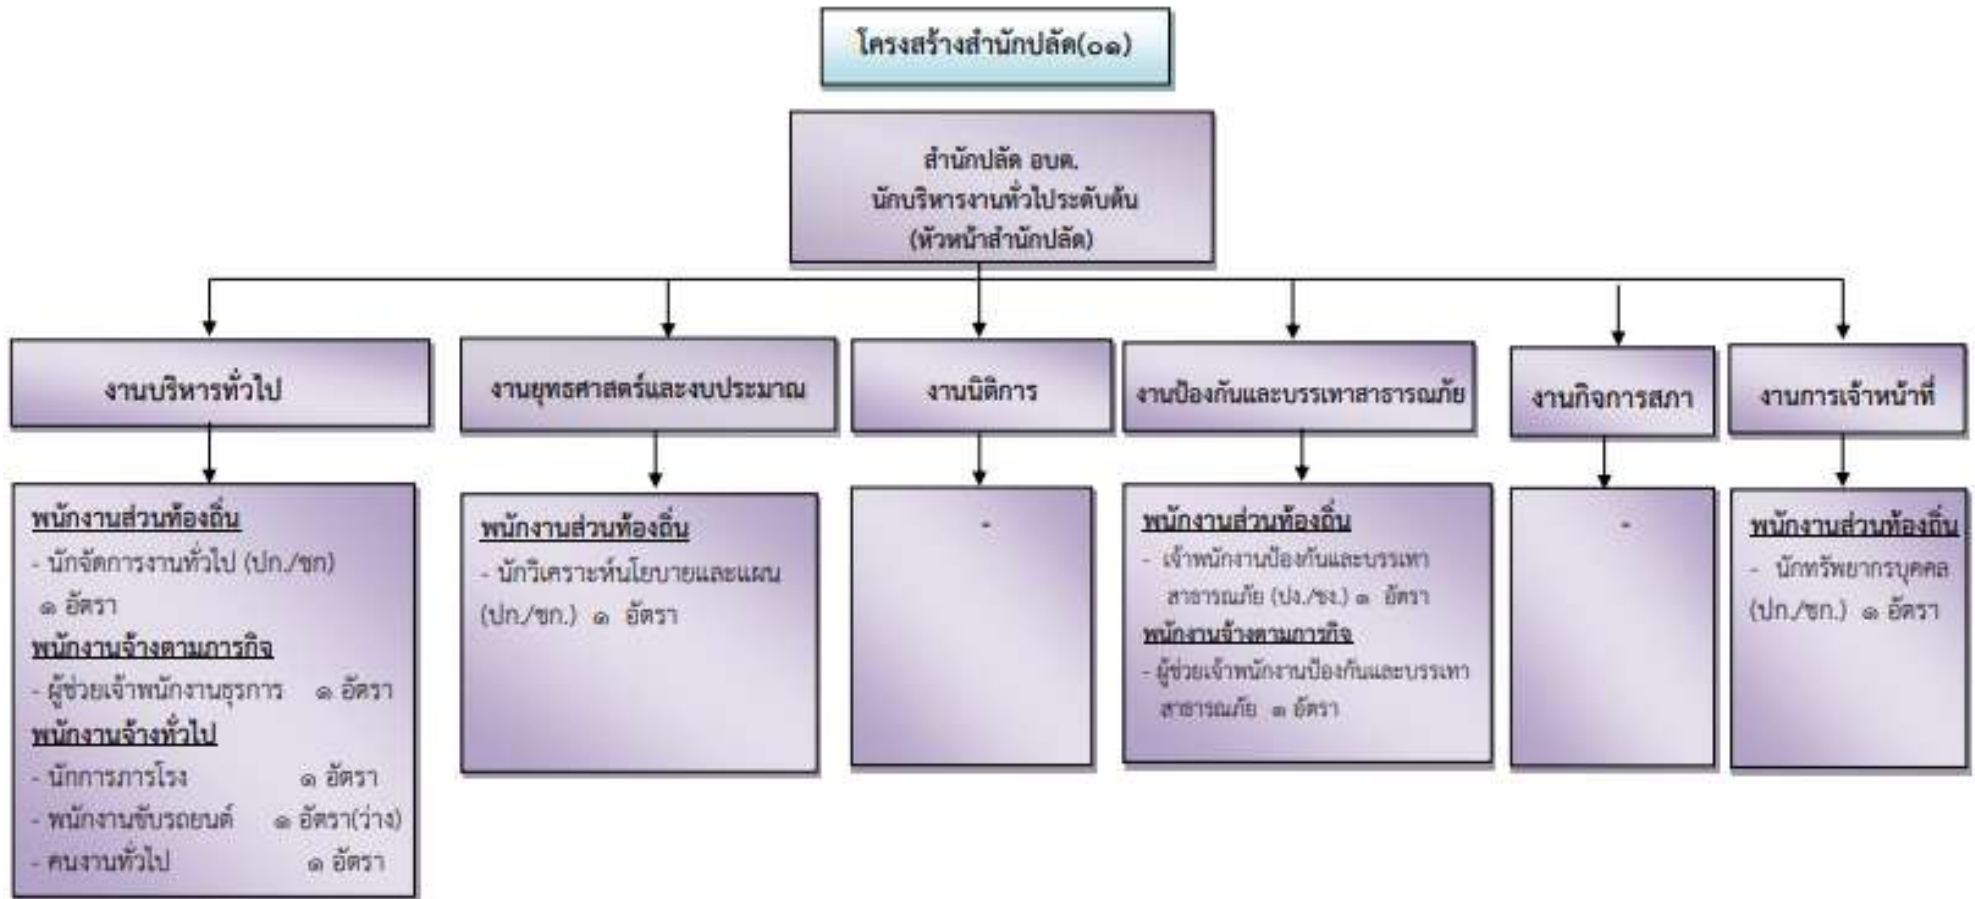 โครงสร้างสำนักปลัด(๐๑)
สำนักปลัด อบต.
นักบริหารงานทั่วไประดับต้น
(หัวหน้าสำนักปลัด)
งานบริหารทั่วไป
งานยุทธศาสตร์และงบประมาณ
งานนิติการ
งานป้องกันและบรรเทาสาธารณภัย
งานกิจการสภา
งานการเจ้าหน้าที่
พนักงานส่วนท้องถิ่น
- นักจัดการงานทั่วไป (ปก./ชก)
๑ อัตรา
พนักงานจ้างตามภารกิจ
- ผู้ช่วยเจ้าพนักงานธุรการ ๑ อัตรา
พนักงานจ้างทั่วไป
- นักการภารโรง ๑ อัตรา
- พนักงานขับรถยนต์ ๑ อัตรา(ว่าง)
- คนงานทั่วไป ๑ อัตรา
พนักงานส่วนท้องถิ่น
- นักวิเคราะห์นโยบายและแผน
(ปก./ชก.) ๑ อัตรา
-
พนักงานส่วนท้องถิ่น
- เจ้าพนักงานป้องกันและบรรเทา
สาธารณภัย (ปง./ชง.) ๑ อัตรา
พนักงานจ้างตามภารกิจ
- ผู้ช่วยเจ้าพนักงานป้องกันและบรรเทา
สาธารณภัย ๑ อัตรา
-
พนักงานส่วนท้องถิ่น
- นักทรัพยากรบุคคล
(ปก./ชก.) ๑ อัตรา